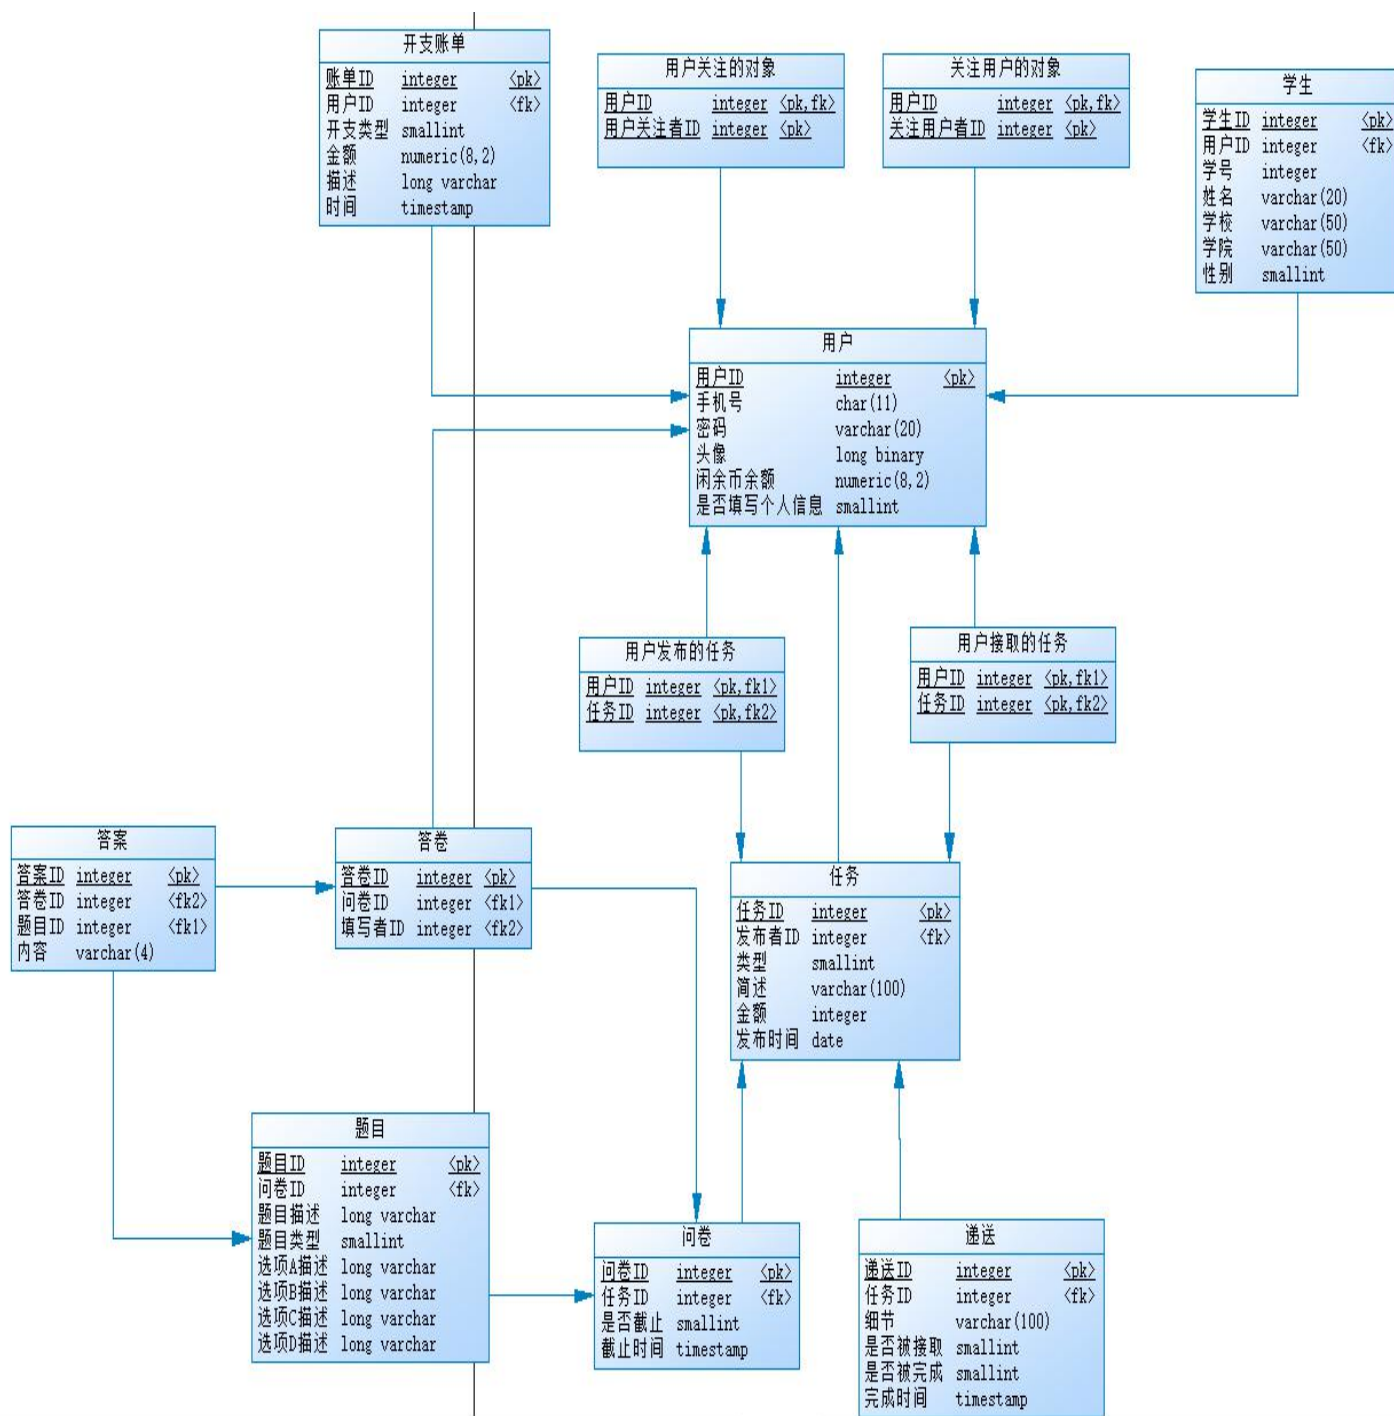 开支账单
账单ID integer <pk>
用户ID integer <fk>
开支类型 smallint
金额 numeric(8,2)
描述 long varchar
时间 timestamp
用户关注的对象
用户ID integer <pk,fk>
用户关注者ID integer <pk>
关注用户的对象
用户ID integer <pk,fk>
关注用户者ID integer <pk>
学生
学生ID integer <pk>
用户ID integer <fk>
学号 integer
姓名 varchar(20)
学校 varchar(50)
学院 varchar(50)
性别 smallint
用户
用户ID integer <pk>
手机号 char(11)
密码 varchar(20)
头像 long binary
闲余币余额 numeric(8,2)
是否填写个人信息 smallint
用户发布的任务
用户ID integer <pk,fk1>
任务ID integer <pk,fk2>
用户接取的任务
用户ID integer <pk,fk1>
任务ID integer <pk,fk2>
答案
答案ID integer <pk>
答卷ID integer <fk2>
题目ID integer <fk1>
内容 varchar(4)
答卷
答卷ID integer <pk>
问卷ID integer <fk1>
填写者ID integer <fk2>
任务
任务ID integer <pk>
发布者ID integer <fk>
类型 smallint
简述 varchar(100)
金额 integer
发布时间 date
题目
题目ID integer <pk>
问卷ID integer <fk>
题目描述 long varchar
题目类型 smallint
选项A描述 long varchar
选项B描述 long varchar
选项C描述 long varchar
选项D描述 long varchar
问卷
问卷ID integer <pk>
任务ID integer <fk>
是否截止 smallint
截止时间 timestamp
递送
递送ID integer <pk>
任务ID integer <fk>
细节 varchar(100)
是否被接取 smallint
是否被完成 smallint
完成时间 timestamp